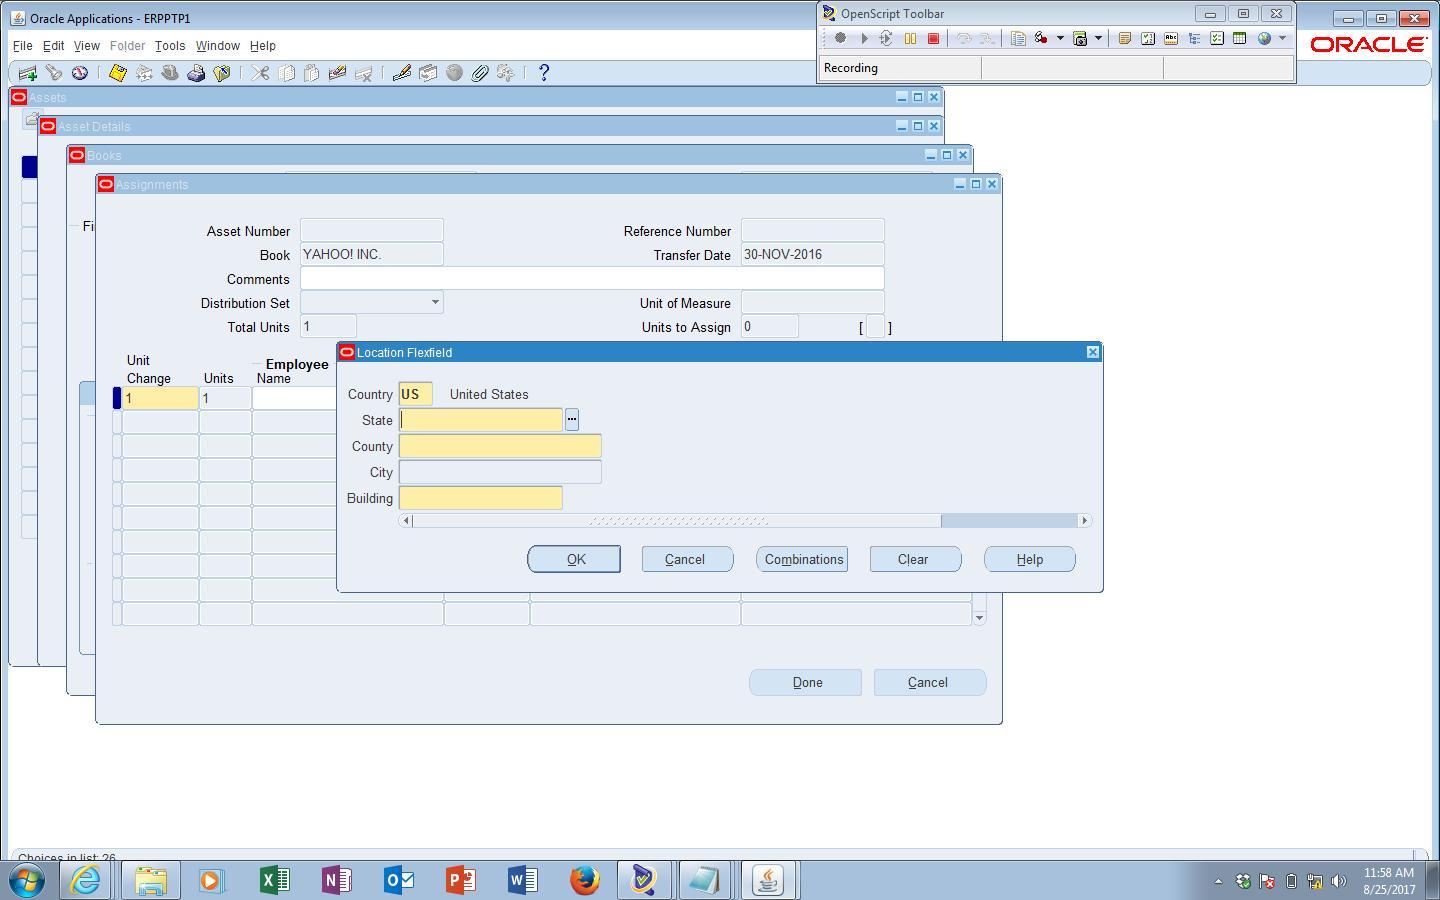 Oracle Applications - ERPPTP1
OpenScript Toolbar
File Edit View Folder Tools Window Help
ORACLE
Recording
Assets
Asset Details
Books
Assignments
Asset Number
Reference Number
Book YAHOO! INC.
Transfer Date 30-NOV-2016
Comments
Distribution Set
Unit of Measure
Total Units 1
Units to Assign 0 [ ]
Location Flexfield
Unit
Change
Units
Employee
Name
1 1
Country US United States
State
County
City
Building
OK Cancel Combinations Clear Help
Done Cancel
Choices in list: 26
11:58 AM
8/25/2017